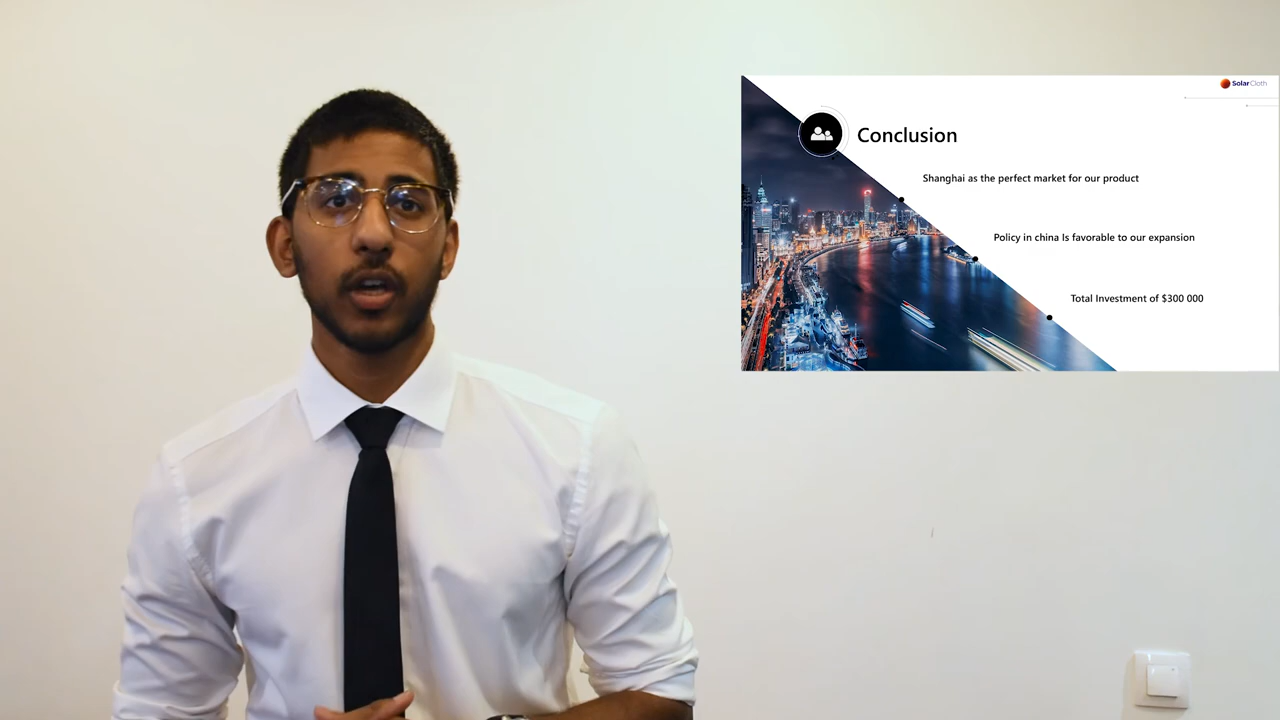 SolarCloth
Conclusion
Shanghai as the perfect market for our product
Policy in china Is favorable to our expansion
Total Investment of $300 000